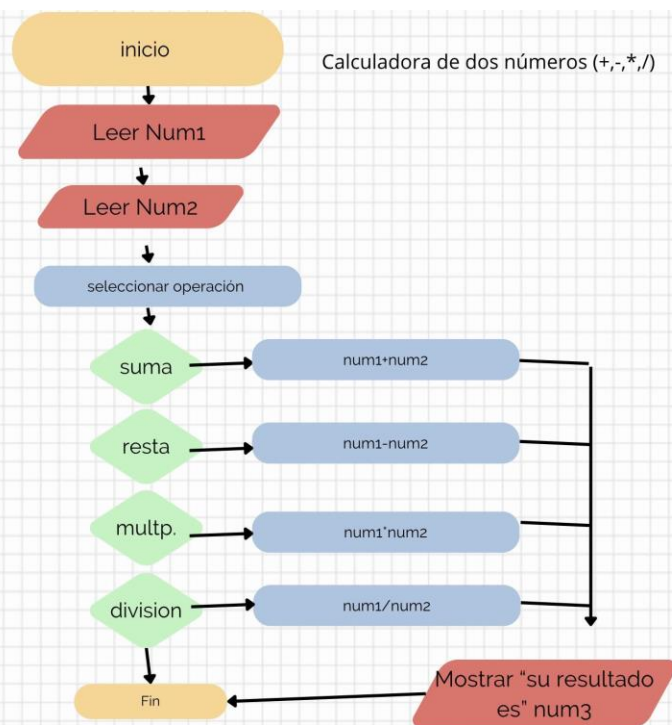 inicio
Calculadora de dos números (+,-,*,/)
Leer Num1
Leer Num2
seleccionar operación
suma
num1+num2
resta
num1-num2
multp.
num1*num2
division
num1/num2
Mostrar “su resultado
es” num3
Fin